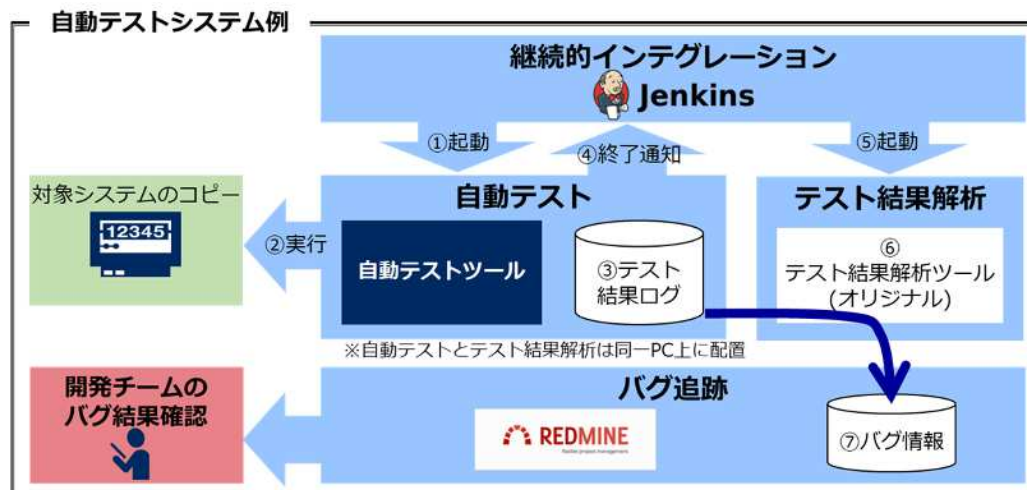 自動テストシステム例
継続的インテグレーション
Jenkins
①起動
④終了通知
⑤起動
対象システムのコピー
12345
②実行
自動テスト
自動テストツール
③テスト
結果ログ
テスト結果解析
⑥
テスト結果解析ツール
(オリジナル)
※自動テストとテスト結果解析は同一PC上に配置
開発チームの
バグ結果確認
バグ追跡
REDMINE
flexible project management
⑦バグ情報